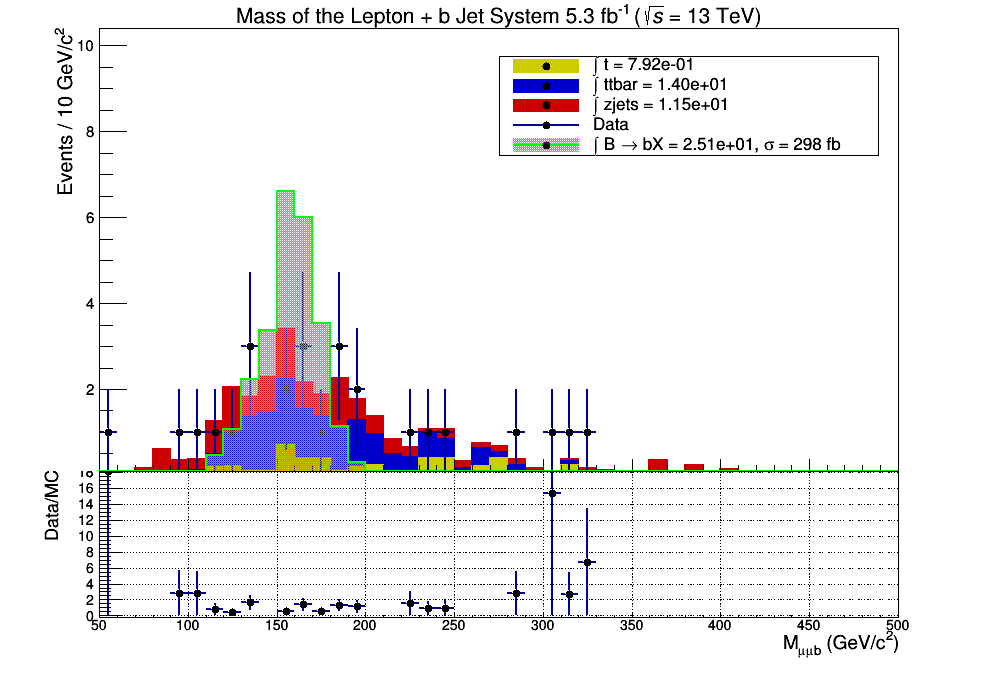 Mass of the Lepton + b Jet System 5.3 fb⁻¹ ( √s = 13 TeV)
Events / 10 GeV/c²
10
8
6
4
2
∫ t = 7.92e-01
∫ ttbar = 1.40e+01
∫ zjets = 1.15e+01
Data
∫ B → bX = 2.51e+01, σ = 298 fb
Data/MC
18
16
14
12
10
8
6
4
2
0
50 100 150 200 250 300 350 400 450 500
M_μμb (GeV/c²)